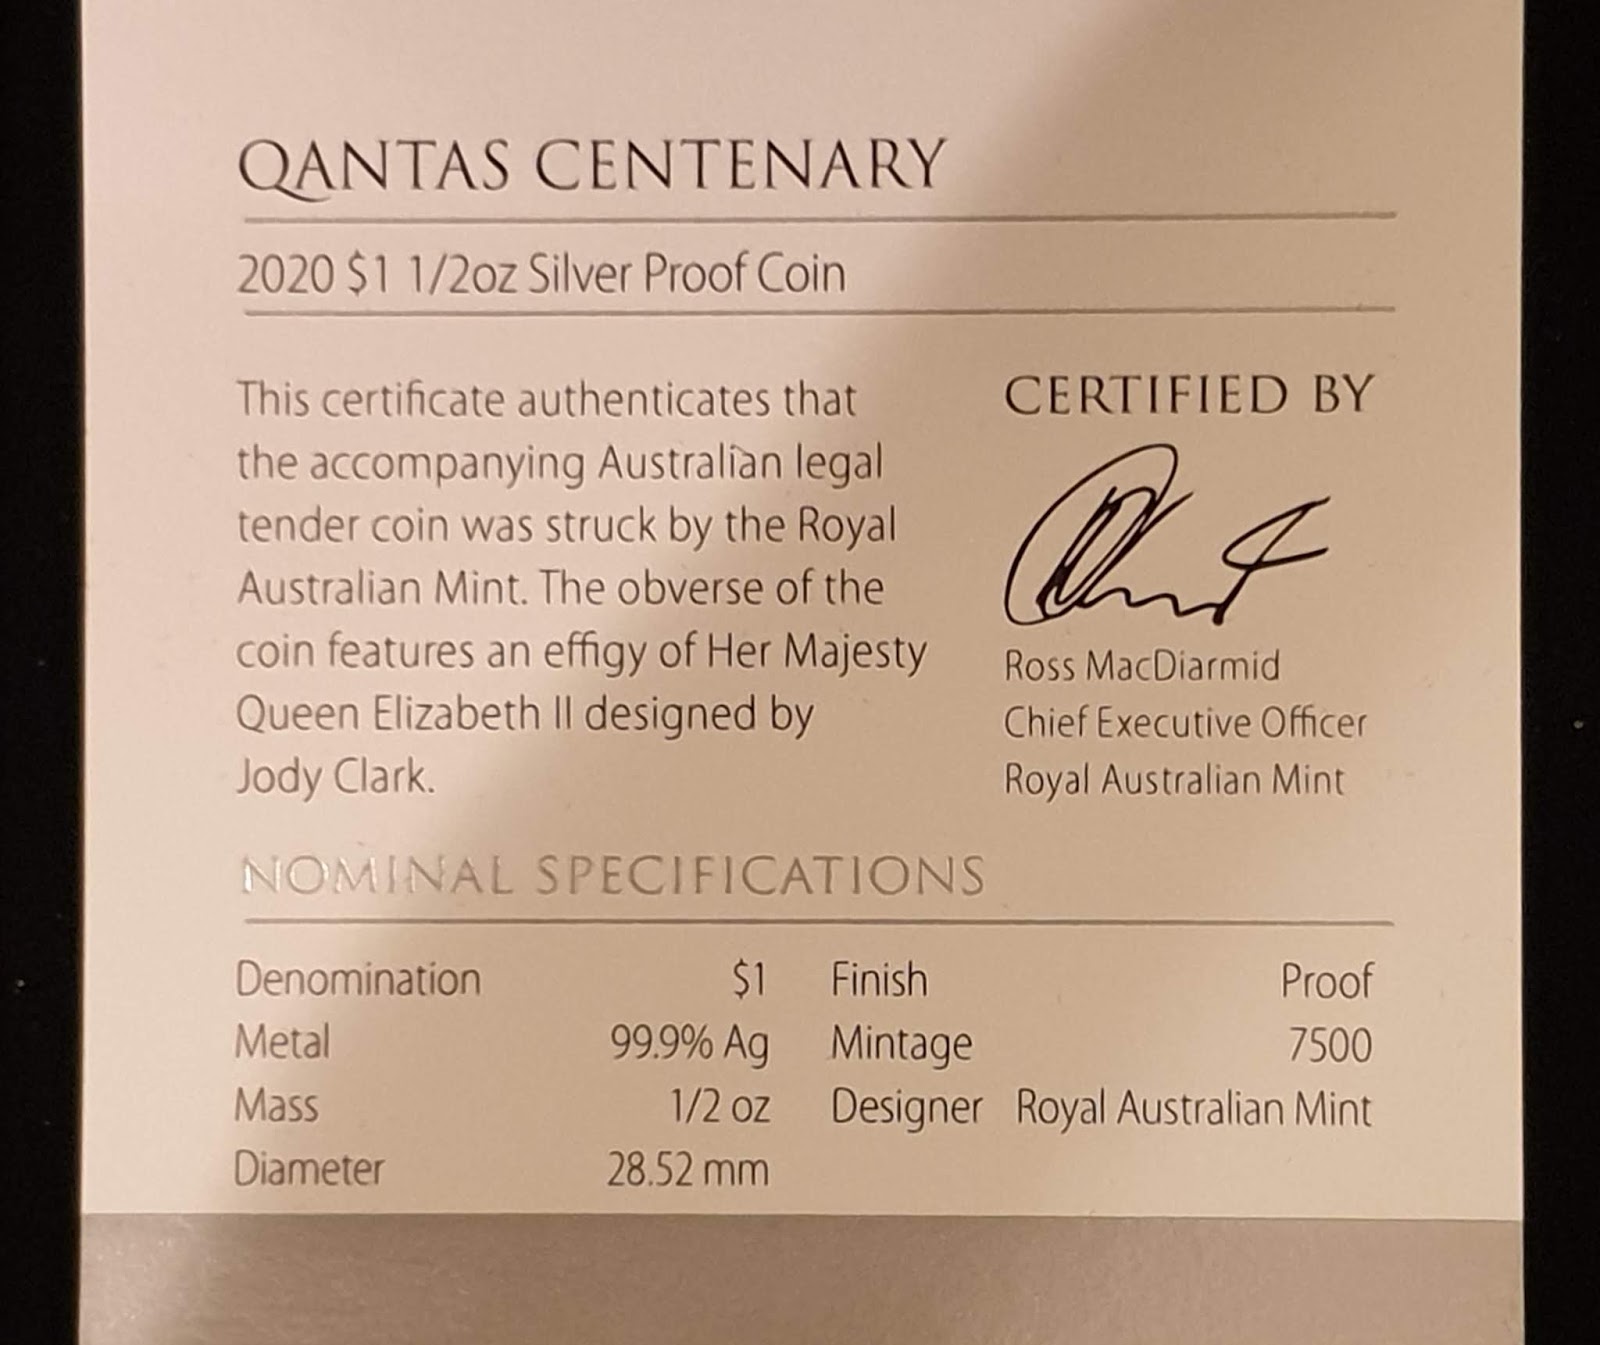 QANTAS CENTENARY
2020 $1 1/2oz Silver Proof Coin
This certificate authenticates that
the accompanying Australian legal
tender coin was struck by the Royal
Australian Mint. The obverse of the
coin features an effigy of Her Majesty
Queen Elizabeth II designed by
Jody Clark.
CERTIFIED BY
Ross MacDiarmid
Chief Executive Officer
Royal Australian Mint
NOMINAL SPECIFICATIONS
Denomination $1 Finish Proof
Metal 99.9% Ag Mintage 7500
Mass 1/2 oz Designer Royal Australian Mint
Diameter 28.52 mm